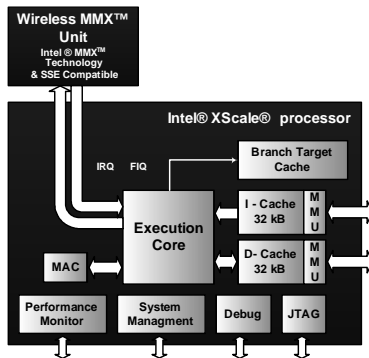 Wireless MMX™
Unit
Intel ® MMX™
Technology
& SSE Compatible
Intel® XScale® processor
IRQ FIQ
Branch Target
Cache
Execution
Core
I - Cache
32 kB
M
M
U
D- Cache
32 kB
M
M
U
MAC
Performance
Monitor
System
Managment
Debug
JTAG